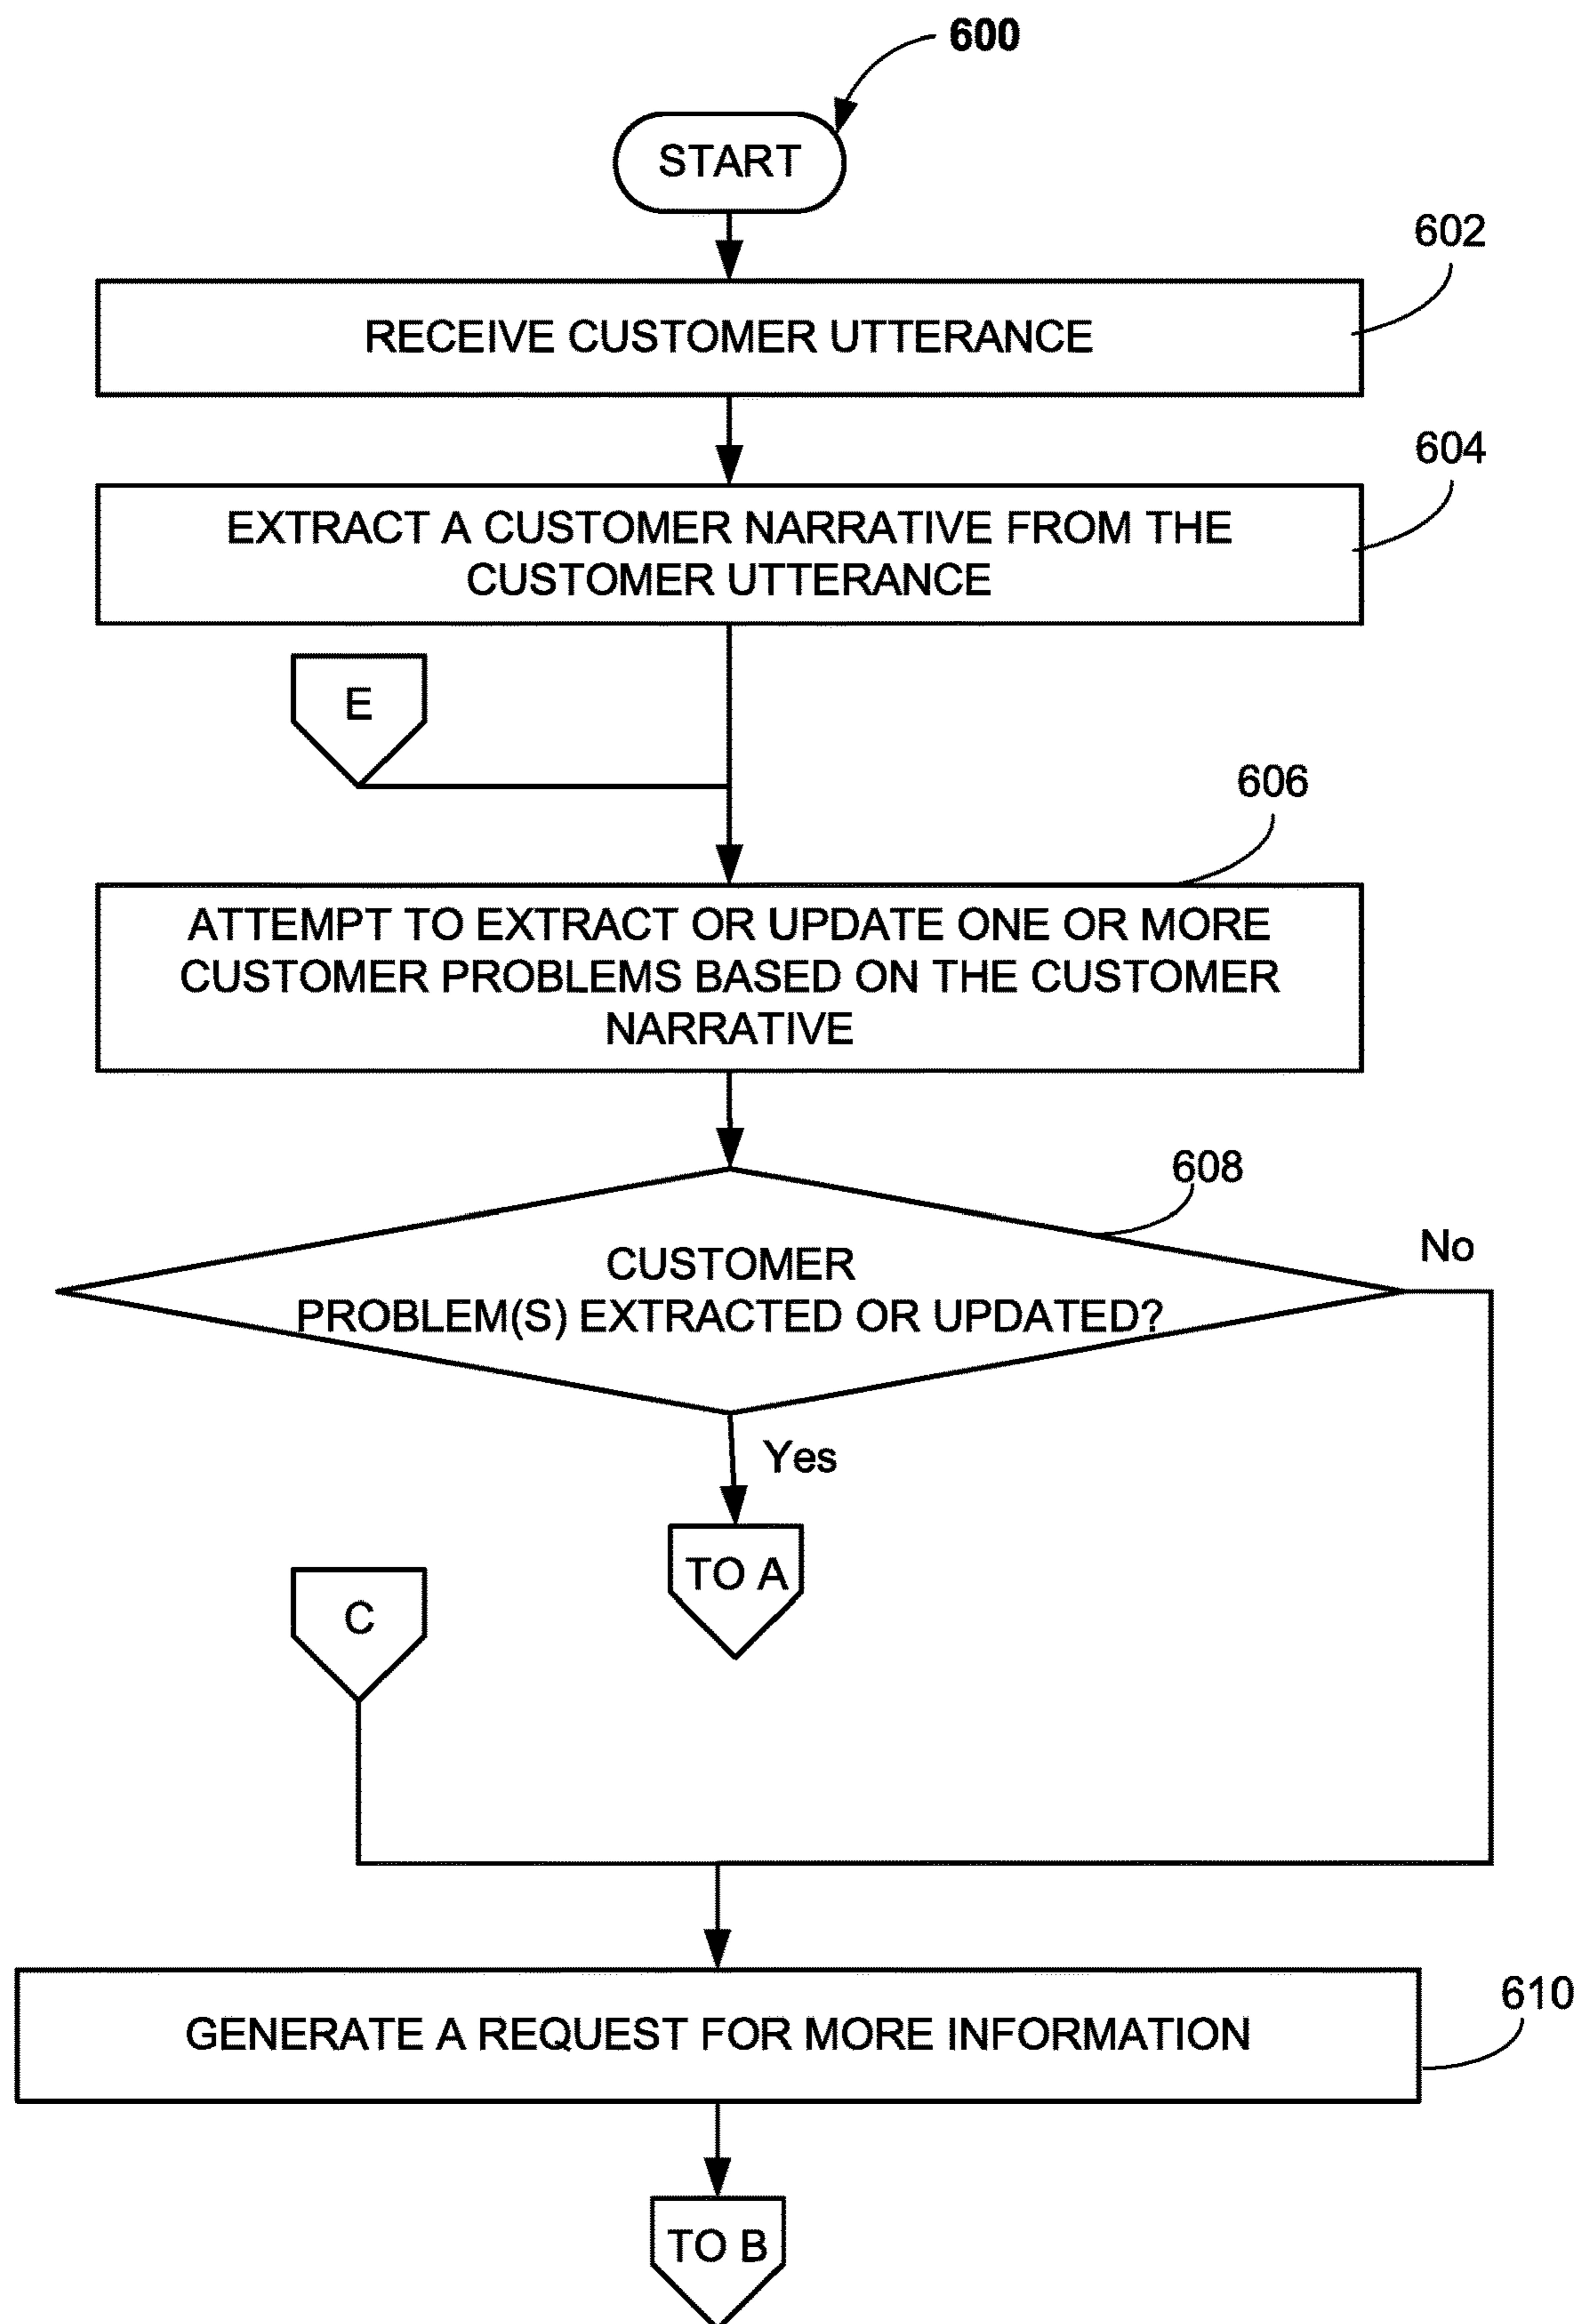 600
START
602
RECEIVE CUSTOMER UTTERANCE
604
EXTRACT A CUSTOMER NARRATIVE FROM THE
CUSTOMER UTTERANCE
E
606
ATTEMPT TO EXTRACT OR UPDATE ONE OR MORE
CUSTOMER PROBLEMS BASED ON THE CUSTOMER
NARRATIVE
608
No
CUSTOMER
PROBLEM(S) EXTRACTED OR UPDATED?
Yes
TO A
C
610
GENERATE A REQUEST FOR MORE INFORMATION
TO B